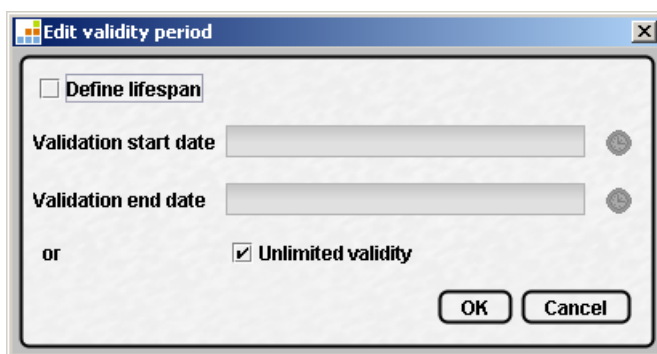 Edit validity period
Define lifespan
Validation start date
Validation end date
or Unlimited validity
OK Cancel